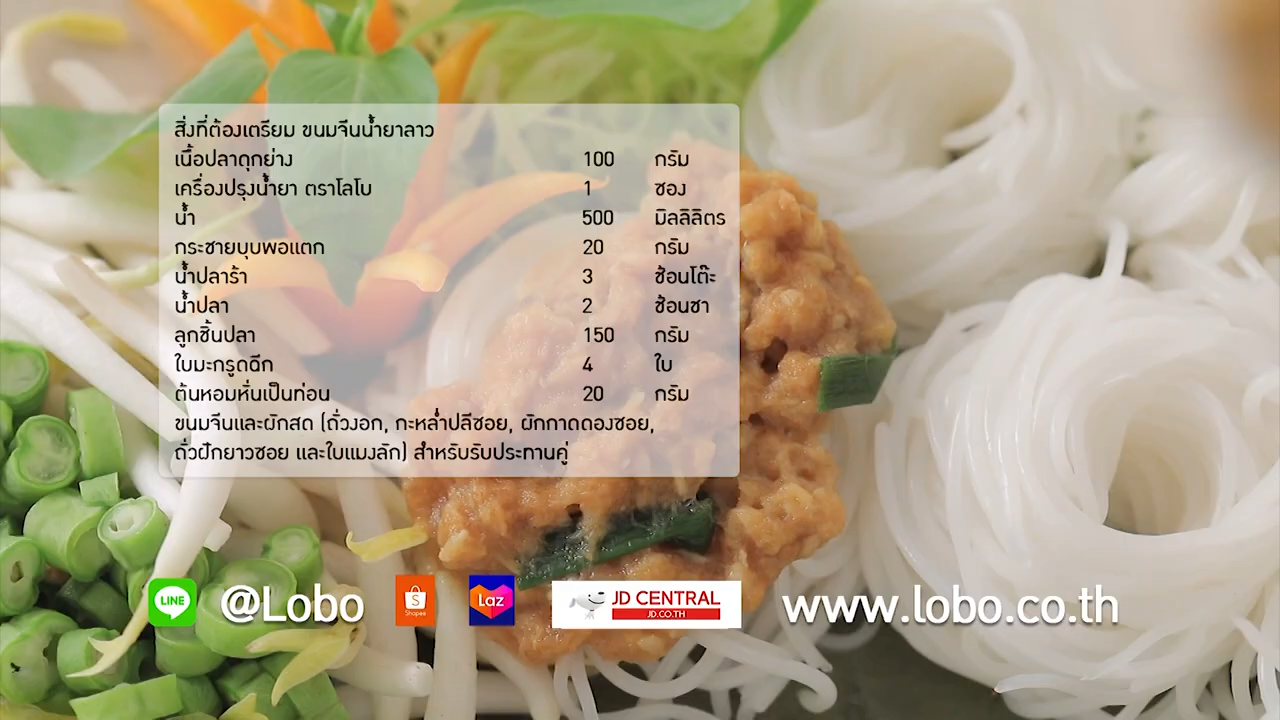 สิ่งที่ต้องเตรียม ขนมจีนน้ำยาลาว
เนื้อปลาดุกย่าง 100 กรัม
เครื่องปรุงน้ำยา ตราโลโบ 1 ซอง
น้ำ 500 มิลลิลิตร
กระชายบุบพอแตก 20 กรัม
น้ำปลาร้า 3 ช้อนโต๊ะ
น้ำปลา 2 ช้อนชา
ลูกชิ้นปลา 150 กรัม
ใบมะกรูดฉีก 4 ใบ
ต้นหอมหั่นเป็นท่อน 20 กรัม
ขนมจีนและผักสด (ถั่วงอก, กะหล่ำปลีซอย, ผักกาดดองซอย,
ถั่วฝักยาวซอย และใบแมงลัก) สำหรับรับประทานคู่
LINE @Lobo Shopee Laz JD CENTRAL www.lobo.co.th
JD.CO.TH